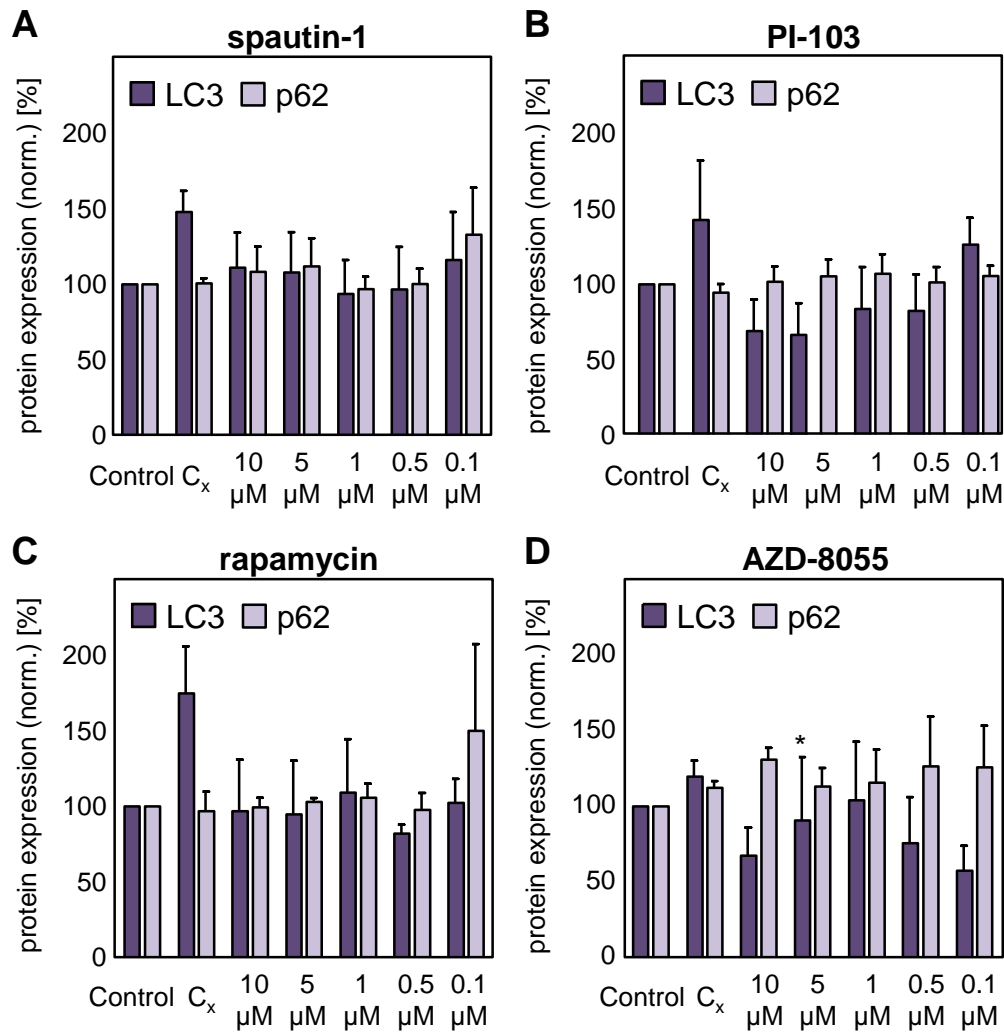 A
spautin-1
protein expression (norm.) [%]
LC3 p62
200
150
100
50
0
Control Cx 10 5 1 0.5 0.1
µM µM µM µM µM
B
PI-103
protein expression (norm.) [%]
LC3 p62
200
150
100
50
0
Control Cx 10 5 1 0.5 0.1
µM µM µM µM µM
C
rapamycin
protein expression (norm.) [%]
LC3 p62
200
150
100
50
0
Control Cx 10 5 1 0.5 0.1
µM µM µM µM µM
D
AZD-8055
protein expression (norm.) [%]
LC3 p62
200
150
*
100
50
0
Control Cx 10 5 1 0.5 0.1
µM µM µM µM µM